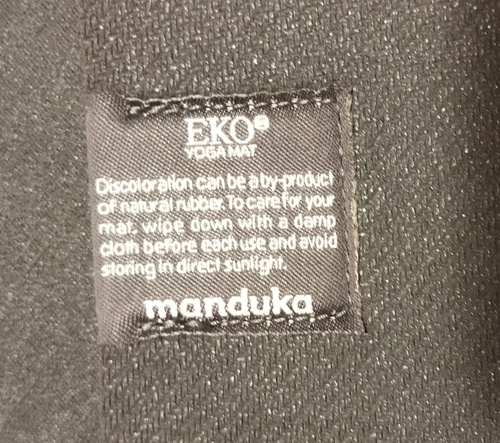 EKO®
YOGA MAT
Discoloration can be a by-product
of natural rubber. To care for your
mat, wipe down with a damp
cloth before each use and avoid
storing in direct sunlight.
manduka